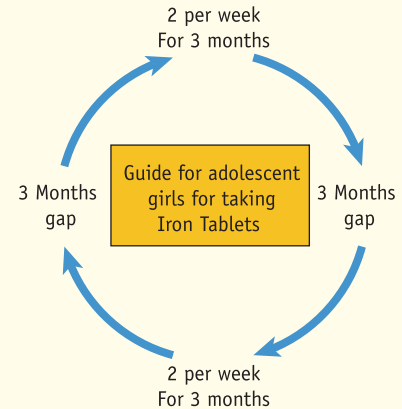 2 per week
For 3 months
Guide for adolescent
girls for taking
Iron Tablets
3 Months
gap
2 per week
For 3 months
3 Months
gap